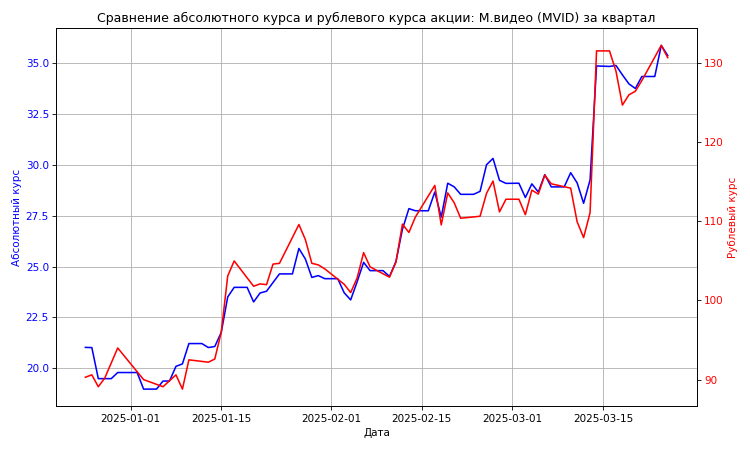 Сравнение абсолютного курса и рублевого курса акции: М.видео (MVID) за квартал
35.0
32.5
30.0
27.5
25.0
22.5
20.0
Абсолютный курс
130
120
110
100
90
Рублевый курс
2025-01-01 2025-01-15 2025-02-01 2025-02-15 2025-03-01 2025-03-15
Дата